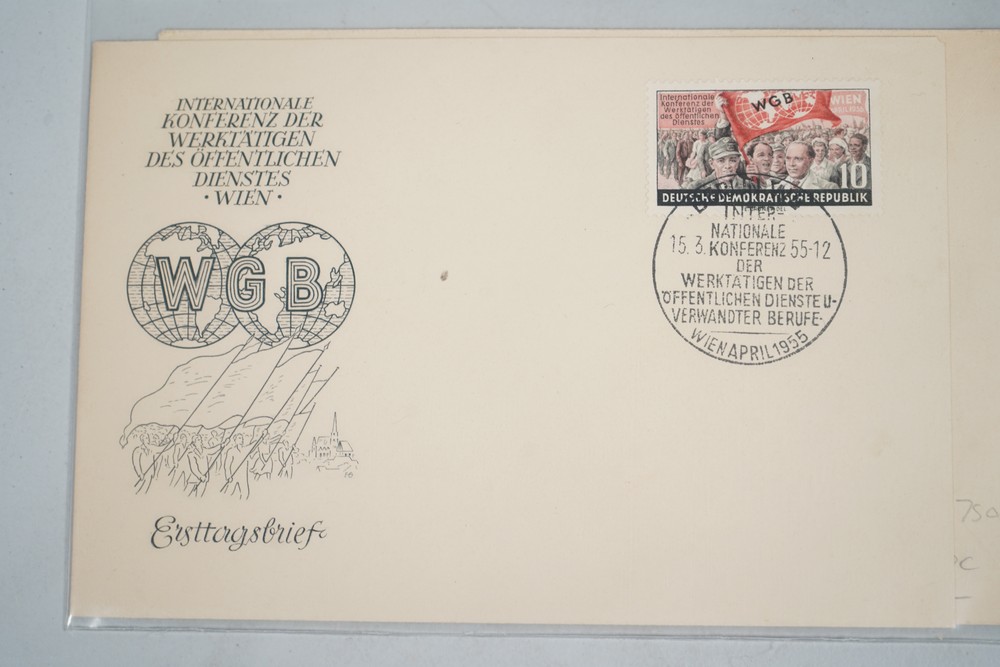 INTERNATIONALE
KONFERENZ DER
WERKTÄTIGEN
DES ÖFFENTLICHEN
DIENSTES
· WIEN ·
WGB
Ersttagsbrief
Internationale
Konferenz der
Werktätigen
des öffentlichen
Dienstes
WGB
WIEN
10
DEUTSCHE DEMOKRATISCHE REPUBLIK
INTER-
NATIONALE
15.3. KONFERENZ 55-12
DER
WERKTÄTIGEN DER
ÖFFENTLICHEN DIENSTE U-
VERWANDTER BERUFE-
WIEN APRIL 1955
750